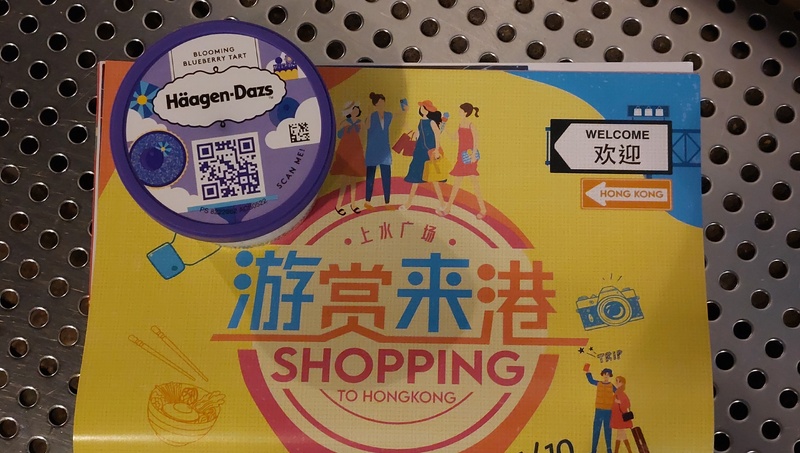 BLOOMING
BLUEBERRY TART
Häagen-Dazs
SCAN ME!
WELCOME
欢迎
HONG KONG
·上水广场·
游赏来港
SHOPPING
TO HONGKONG
TRIP